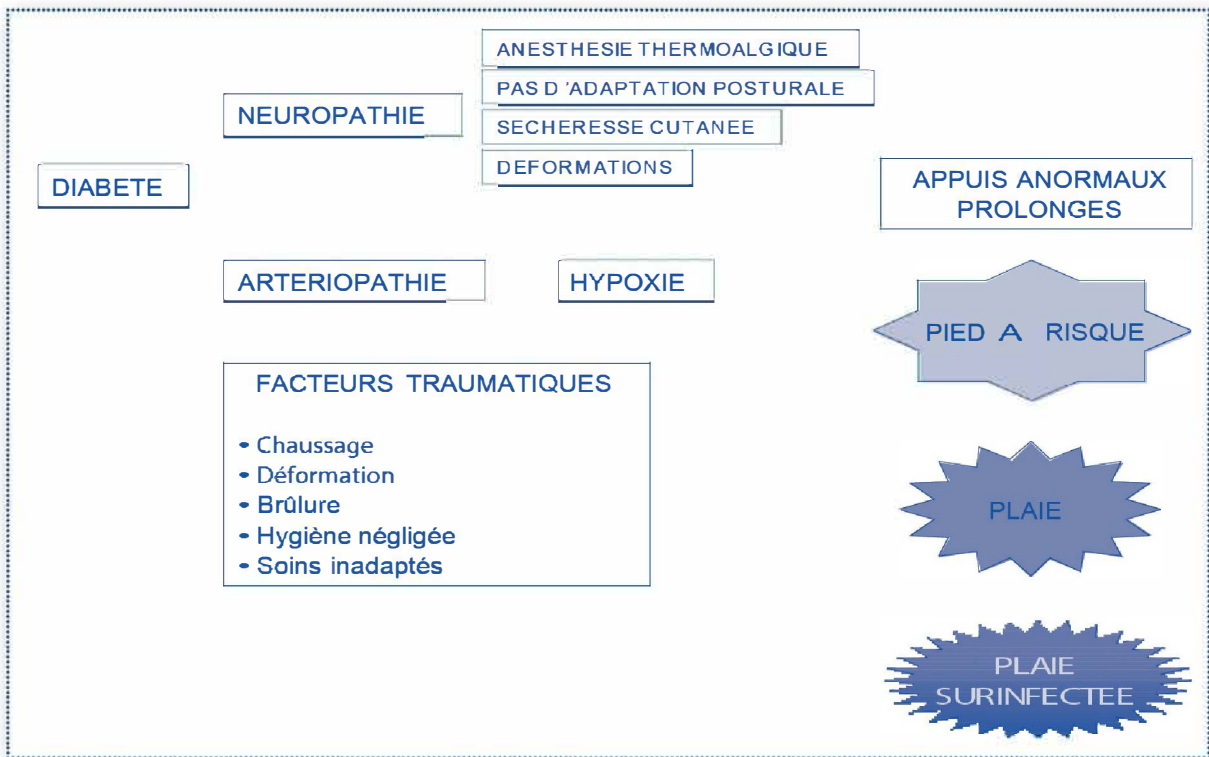 ANESTHESIE THERMOALGIQUE
PAS D 'ADAPTATION POSTURALE
NEUROPATHIE
SECHERESSE CUTANEE
DEFORMATIONS
DIABETE
APPUIS ANORMAUX
PROLONGES
ARTERIOPATHIE
HYPOXIE
PIED A RISQUE
FACTEURS TRAUMATIQUES
• Chaussage
• Déformation
• Brûlure
• Hygiène négligée
• Soins inadaptés
PLAIE
PLAIE
SURINFECTEE